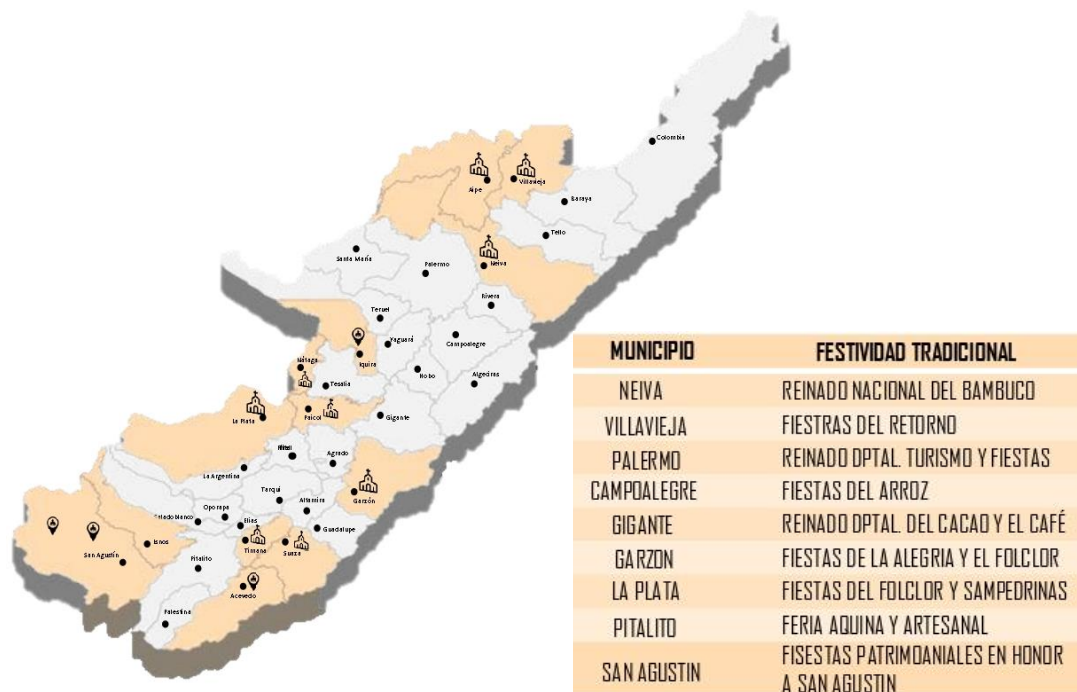 Colombia
Aipe
Villavieja
Baraya
Tello
Santa María
Palermo
Neiva
Rivera
Teruel
Yaguará
Campoalegre
Iquira
Nátaga
Hobo
Algeciras
Tesalia
La Plata
Paicol
Gigante
Agrado
La Argentina
Garzón
Tarqui
Altamira
Oporapa
Saladoblanco
Elías
Guadalupe
Isnos
Timana
Suaza
San Agustín
Pitalito
Acevedo
Palestina
MUNICIPIO FESTIVIDAD TRADICIONAL
NEIVA REINADO NACIONAL DEL BAMBUCO
VILLAVIEJA FIESTRAS DEL RETORNO
PALERMO REINADO DPTAL. TURISMO Y FIESTAS
CAMPOALEGRE FIESTAS DEL ARROZ
GIGANTE REINADO DPTAL. DEL CACAO Y EL CAFÉ
GARZON FIESTAS DE LA ALEGRIA Y EL FOLCLOR
LA PLATA FIESTAS DEL FOLCLOR Y SAMPEDRINAS
PITALITO FERIA AQUINA Y ARTESANAL
SAN AGUSTIN FISESTAS PATRIMOANIALES EN HONOR
A SAN AGUSTIN